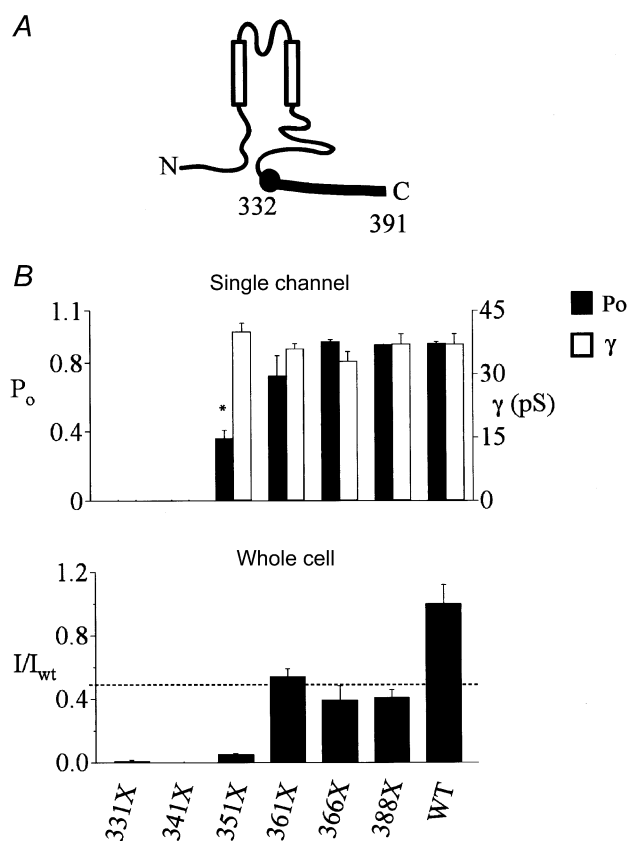 A
N
C
332
391
B
Single channel
1.1
0.8
0.4
0
Po
45
30
15
0
γ (pS)
Po
γ
*
Whole cell
1.2
0.8
0.4
0.0
I/Iwt
331X
341X
351X
361X
366X
388X
WT